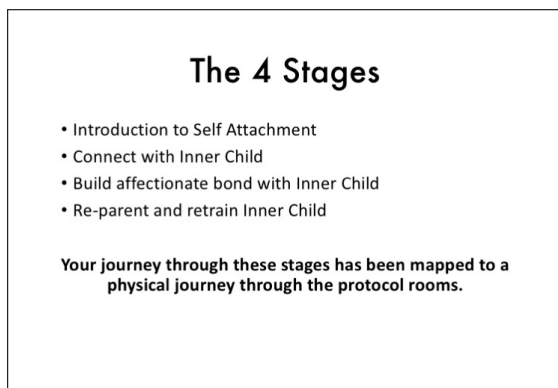 The 4 Stages
• Introduction to Self Attachment
• Connect with Inner Child
• Build affectionate bond with Inner Child
• Re-parent and retrain Inner Child
Your journey through these stages has been mapped to a
physical journey through the protocol rooms.